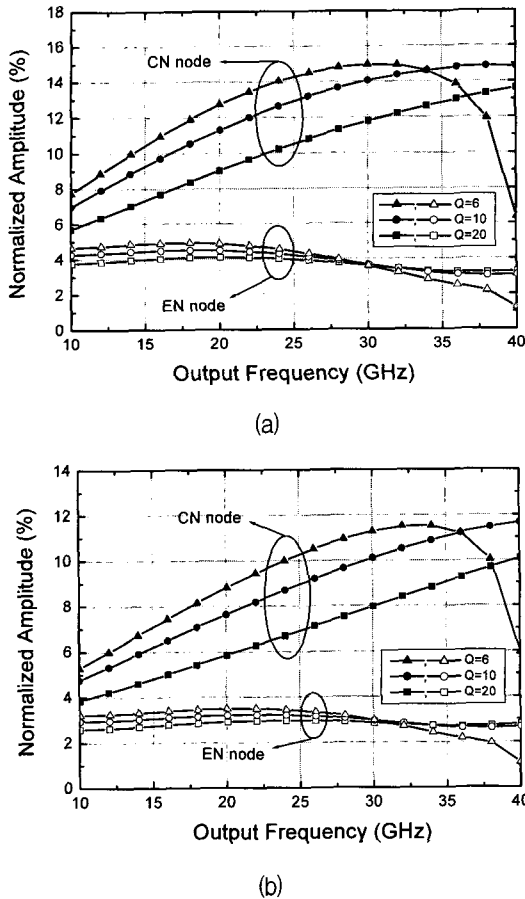 18
16
14
12
10
8
6
4
2
0
Normalized Amplitude (%)
CN node
EN node
Q=6
Q=10
Q=20
10 15 20 25 30 35 40
Output Frequency (GHz)
(a)
14
12
10
8
6
4
2
0
Normalized Amplitude (%)
CN node
EN node
Q=6
Q=10
Q=20
10 15 20 25 30 35 40
Output Frequency (GHz)
(b)